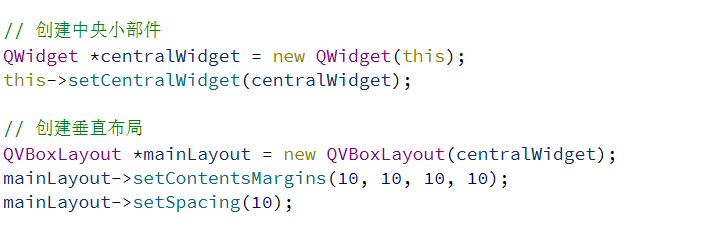 // 创建中央小部件
QWidget *centralWidget = new QWidget(this);
this->setCentralWidget(centralWidget);
// 创建垂直布局
QVBoxLayout *mainLayout = new QVBoxLayout(centralWidget);
mainLayout->setContentsMargins(10, 10, 10, 10);
mainLayout->setSpacing(10);